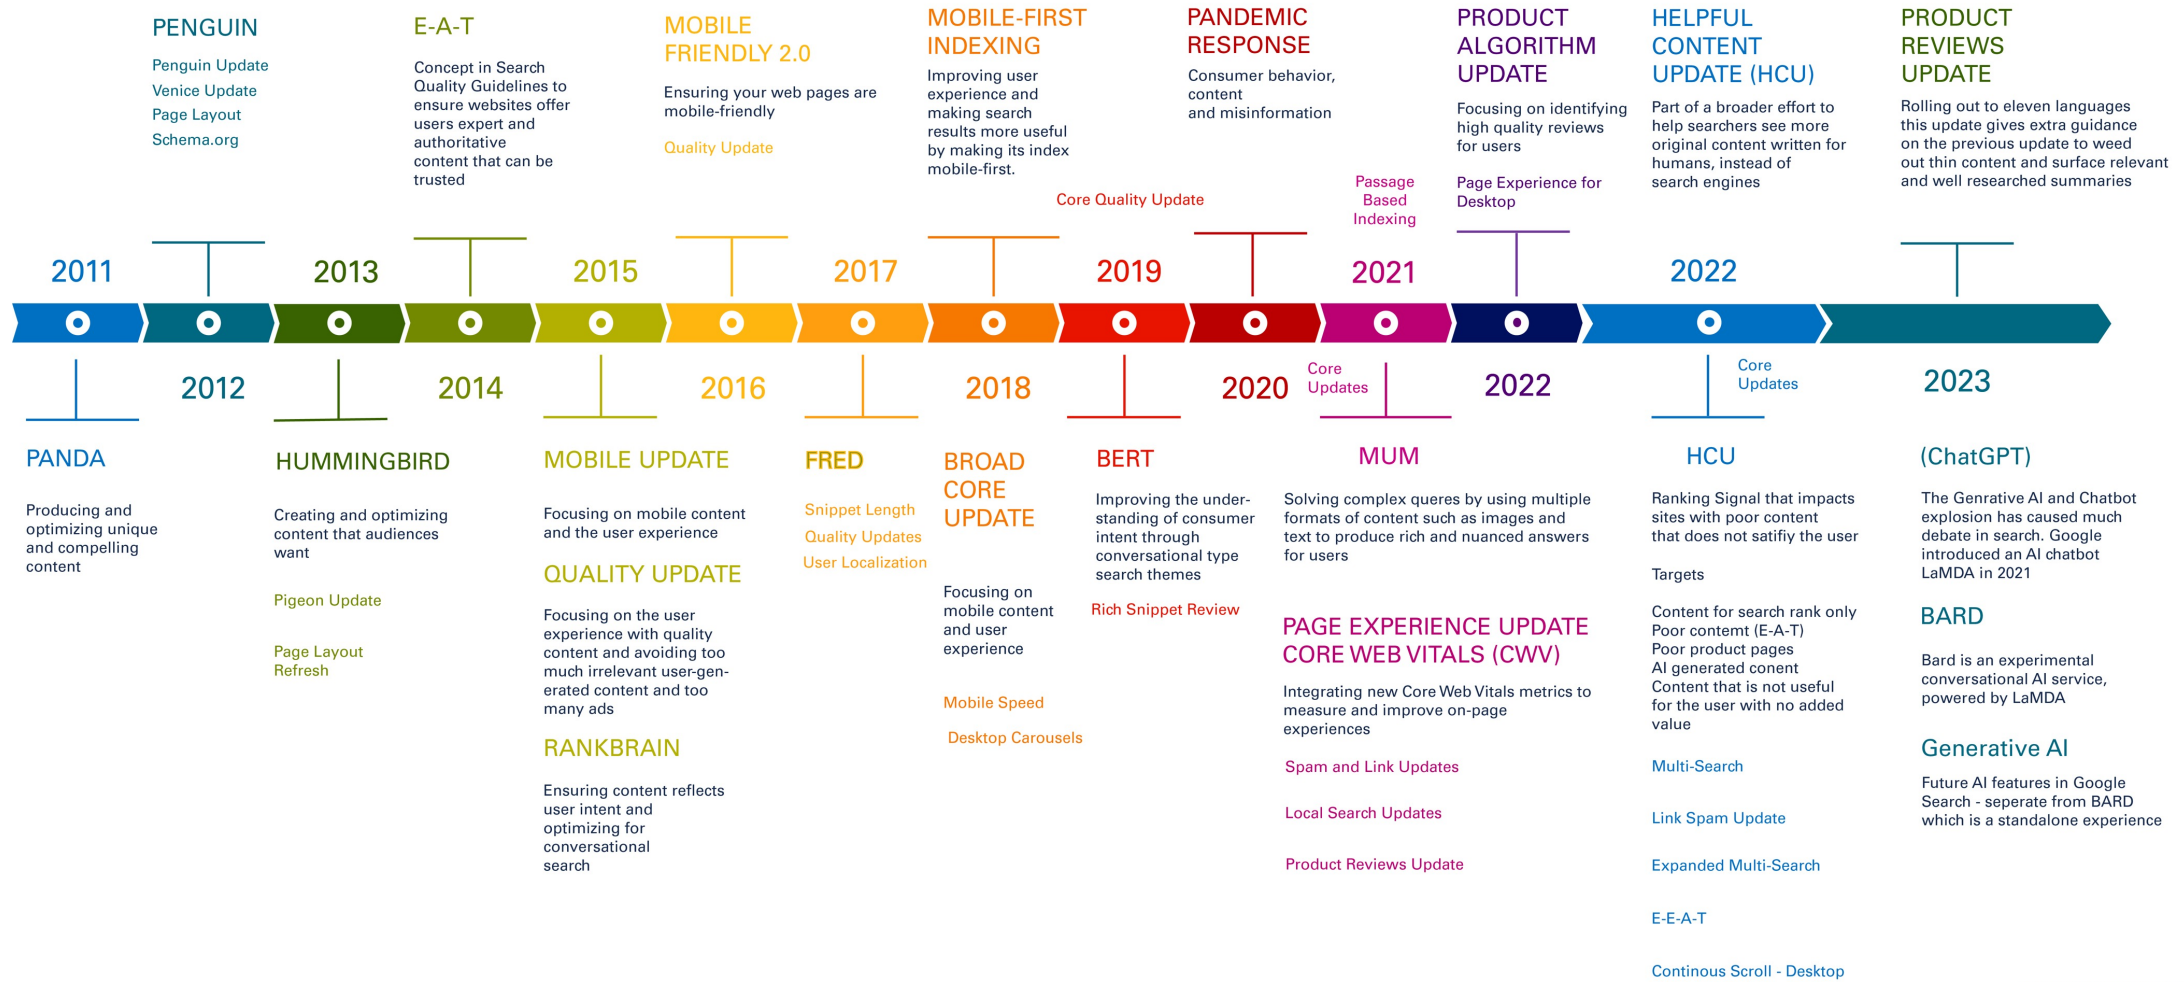 PENGUIN
Penguin Update
Venice Update
Page Layout
Schema.org
E-A-T
Concept in Search
Quality Guidelines to
ensure websites offer
users expert and
authoritative
content that can be
trusted
MOBILE
FRIENDLY 2.0
Ensuring your web pages are
mobile-friendly
Quality Update
MOBILE-FIRST
INDEXING
Improving user
experience and
making search
results more useful
by making its index
mobile-first.
Core Quality Update
PANDEMIC
RESPONSE
Consumer behavior,
content
and misinformation
Passage
Based
Indexing
PRODUCT
ALGORITHM
UPDATE
Focusing on identifying
high quality reviews
for users
Page Experience for
Desktop
HELPFUL
CONTENT
UPDATE (HCU)
Part of a broader effort to
help searchers see more
original content written for
humans, instead of
search engines
PRODUCT
REVIEWS
UPDATE
Rolling out to eleven languages
this update gives extra guidance
on the previous update to weed
out thin content and surface relevant
and well researched summaries
2011
2013
2015
2017
2019
2021
2022
2012
2014
2016
2018
2020
Core
Updates
2022
Core
Updates
2023
PANDA
Producing and
optimizing unique
and compelling
content
HUMMINGBIRD
Creating and optimizing
content that audiences
want
Pigeon Update
Page Layout
Refresh
MOBILE UPDATE
Focusing on mobile content
and the user experience
QUALITY UPDATE
Focusing on the user
experience with quality
content and avoiding too
much irrelevant user-gen-
erated content and too
many ads
RANKBRAIN
Ensuring content reflects
user intent and
optimizing for
conversational
search
FRED
Snippet Length
Quality Updates
User Localization
BROAD
CORE
UPDATE
Focusing on
mobile content
and user
experience
Mobile Speed
Desktop Carousels
BERT
Improving the under-
standing of consumer
intent through
conversational type
search themes
Rich Snippet Review
MUM
Solving complex queres by using multiple
formats of content such as images and
text to produce rich and nuanced answers
for users
PAGE EXPERIENCE UPDATE
CORE WEB VITALS (CWV)
Integrating new Core Web Vitals metrics to
measure and improve on-page
experiences
Spam and Link Updates
Local Search Updates
Product Reviews Update
HCU
Ranking Signal that impacts
sites with poor content
that does not satifiy the user
Targets
Content for search rank only
Poor contemt (E-A-T)
Poor product pages
AI generated conent
Content that is not useful
for the user with no added
value
Multi-Search
Link Spam Update
Expanded Multi-Search
E-E-A-T
Continous Scroll - Desktop
(ChatGPT)
The Genrative AI and Chatbot
explosion has caused much
debate in search. Google
introduced an AI chatbot
LaMDA in 2021
BARD
Bard is an experimental
conversational AI service,
powered by LaMDA
Generative AI
Future AI features in Google
Search - seperate from BARD
which is a standalone experience